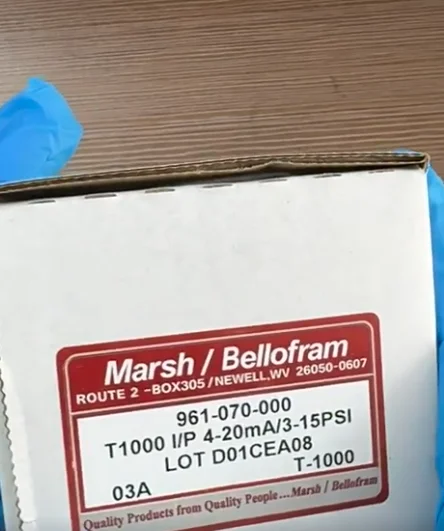 Marsh / Bellofram
ROUTE 2 -BOX305 / NEWELL, WV 26050-0607
961-070-000
T1000 I/P 4-20mA/3-15PSI
LOT D01CEA08
03A T-1000
Quality Products from Quality People...Marsh / Bellofram